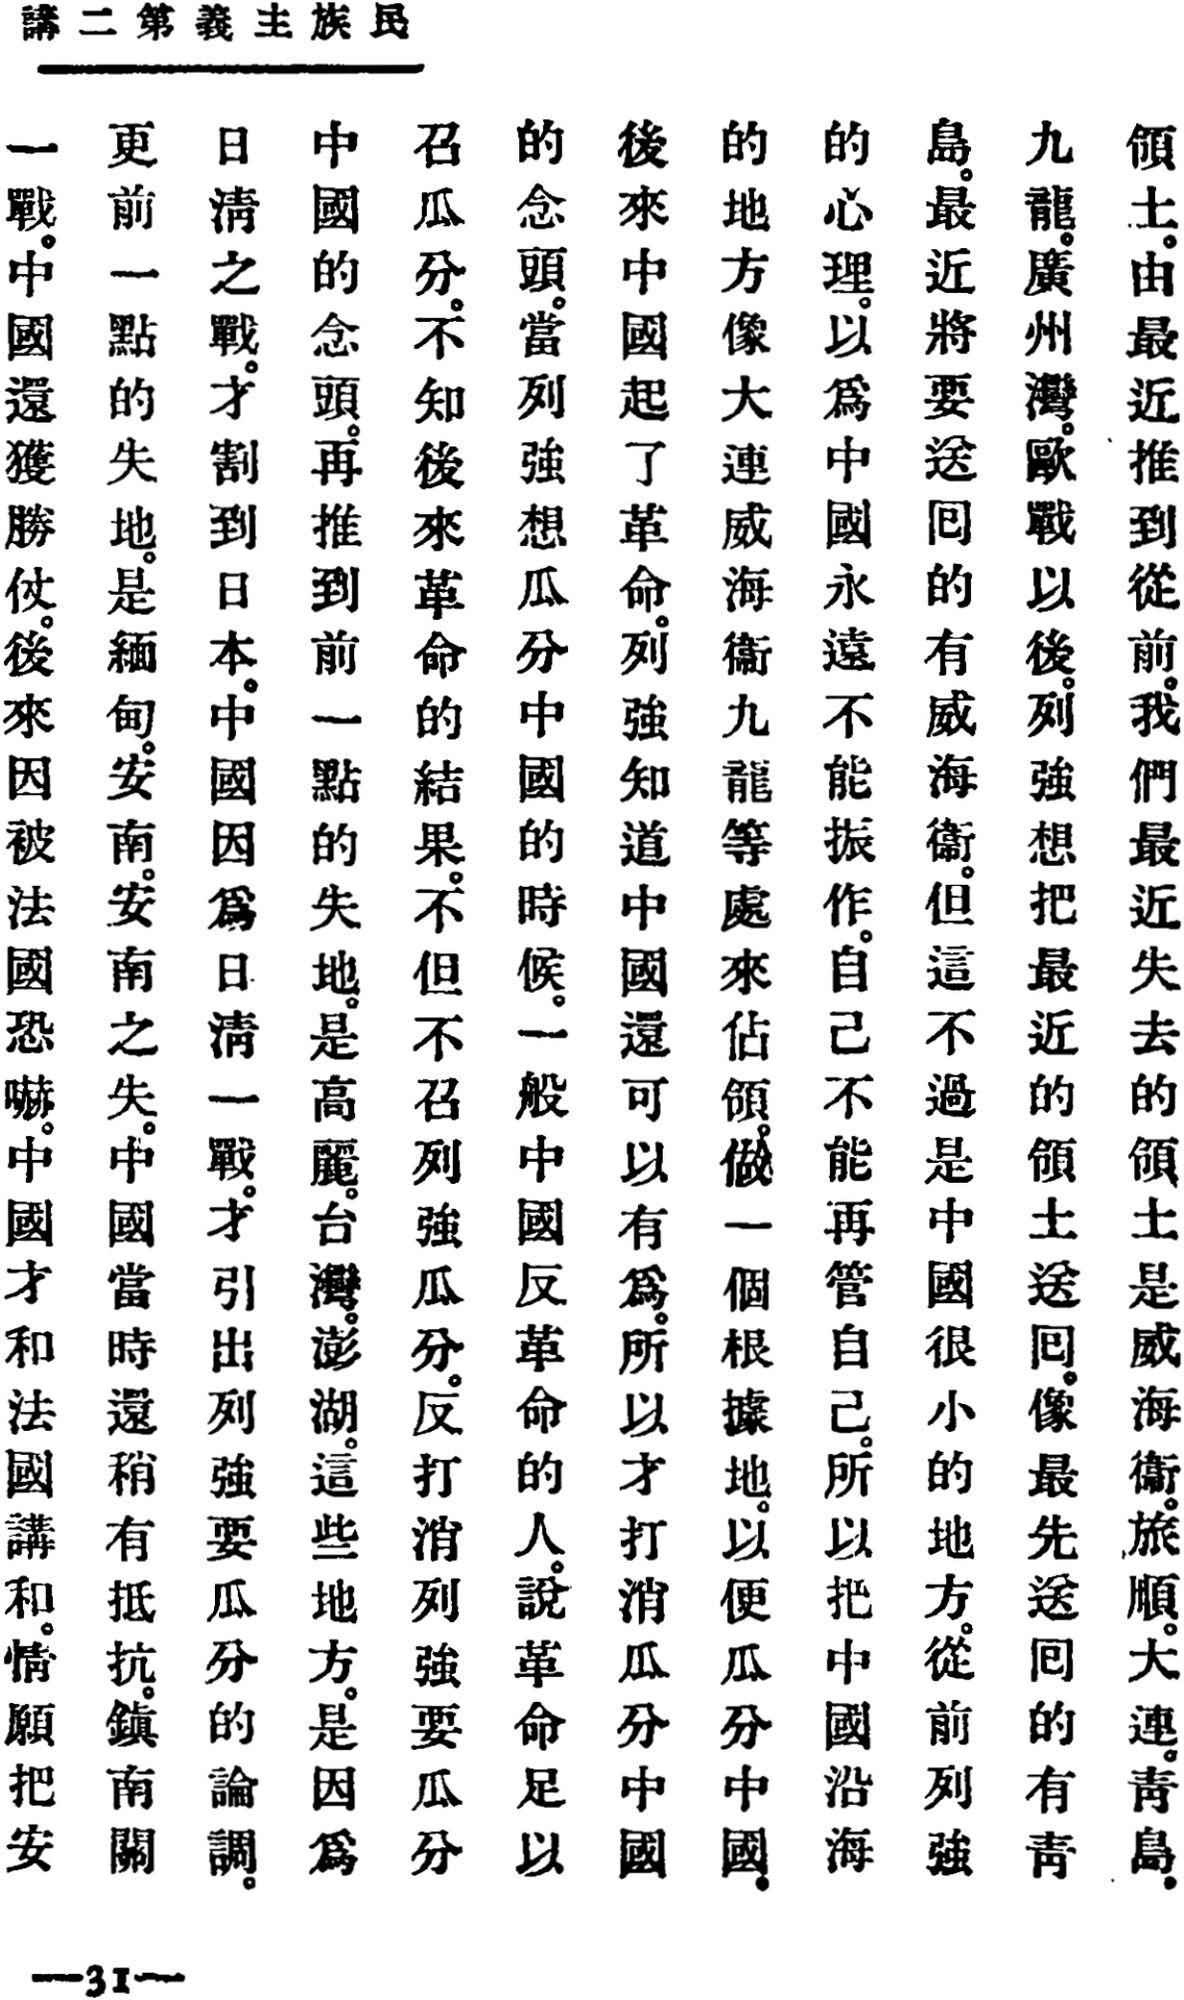 民族主義第二講
領土。由最近推到從前。我們最近失去的領土是威海衞。旅順。大連。青島。
九龍。廣州灣。歐戰以後。列強想把最近的領土送囘。像最先送囘的有青
島。最近將要送囘的有威海衞。但這不過是中國很小的地方。從前列強
的心理。以爲中國永遠不能振作。自己不能再管自己。所以把中國沿海
的地方像大連威海衞九龍等處來佔領。做一個根據地。以便瓜分中國。
後來中國起了革命。列強知道中國還可以有爲。所以才打消瓜分中國
的念頭。當列強想瓜分中國的時候。一般中國反革命的人。說革命足以
召瓜分。不知後來革命的結果。不但不召列強瓜分。反打消列強要瓜分
中國的念頭。再推到前一點的失地。是高麗。台灣。澎湖。這些地方。是因爲
日清之戰。才割到日本。中國因爲日清一戰。才引出列強要瓜分的論調。
更前一點的失地。是緬甸。安南。安南之失。中國當時還稍有抵抗。鎮南關
一戰。中國還獲勝仗。後來因被法國恐嚇。中國才和法國講和。情願把安
—31—